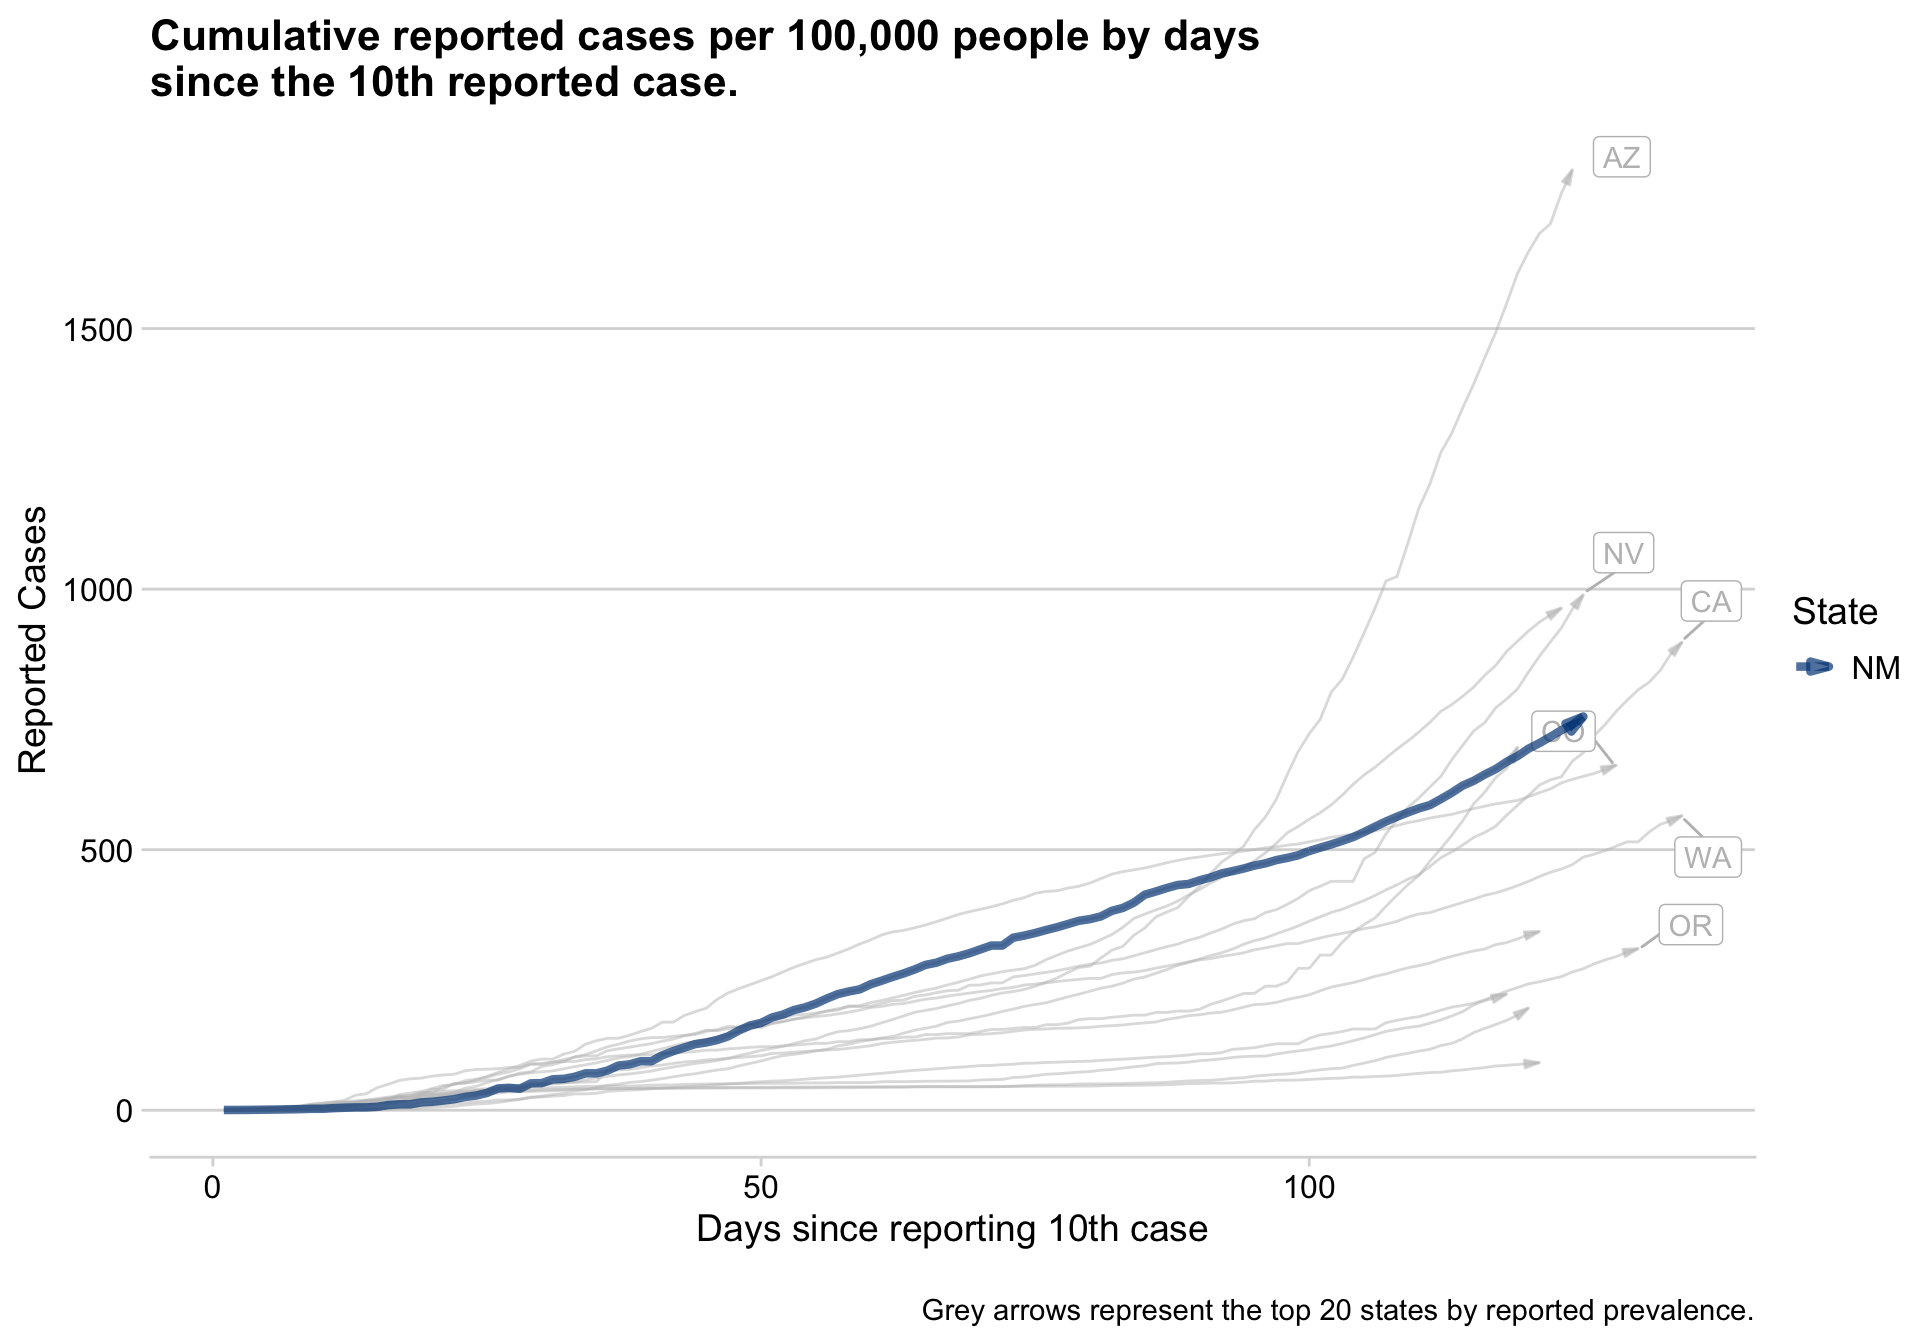 Cumulative reported cases per 100,000 people by days
since the 10th reported case.
AZ
1500
NV
1000
CA
Reported Cases
State
NM
CO
500
WA
OR
0
0
50
100
Days since reporting 10th case
Grey arrows represent the top 20 states by reported prevalence.